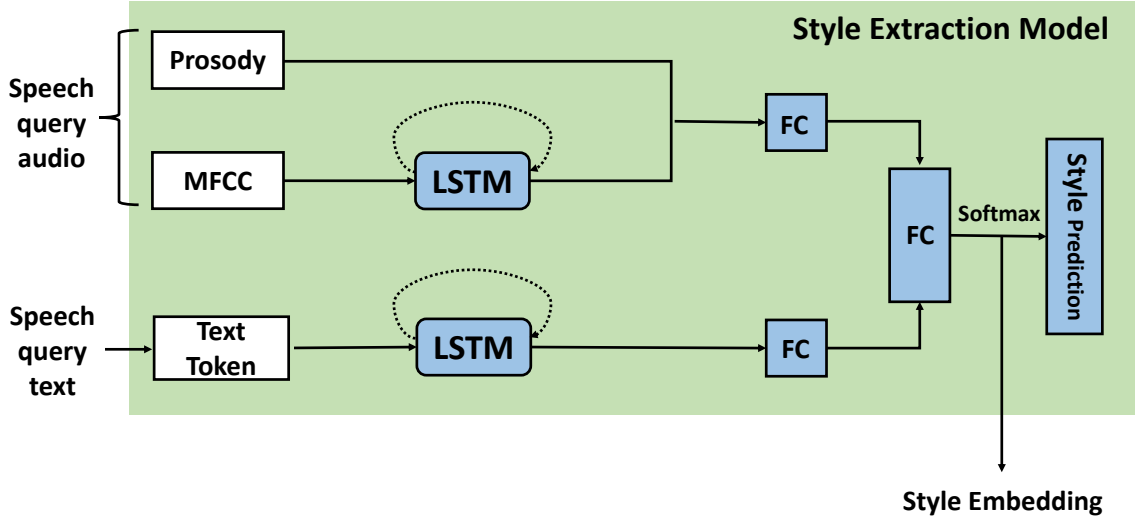 Style Extraction Model
Speech
query
audio
Prosody
MFCC
LSTM
FC
Speech
query
text
Text
Token
LSTM
FC
FC
Softmax
Style Prediction
Style Embedding